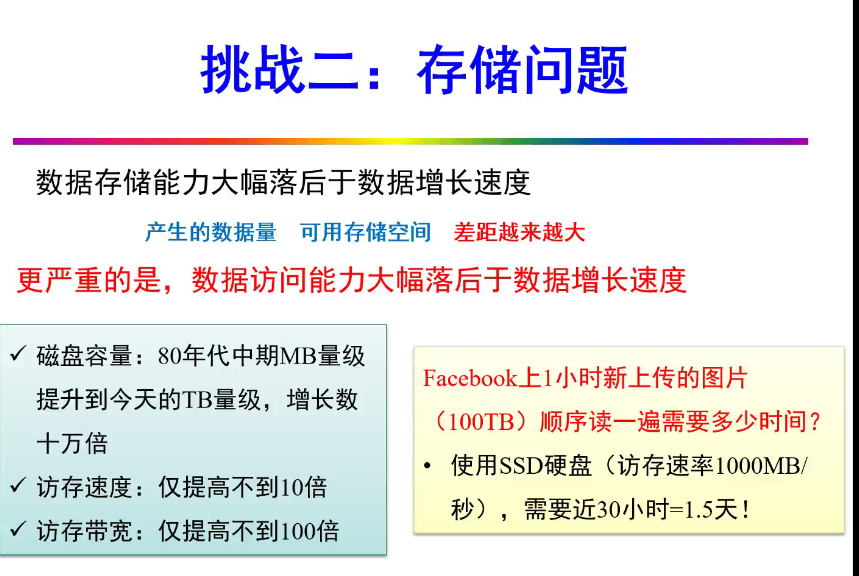 挑战二：存储问题
数据存储能力大幅落后于数据增长速度
产生的数据量 可用存储空间 差距越来越大
更严重的是，数据访问能力大幅落后于数据增长速度
✓ 磁盘容量：80年代中期MB量级
提升到今天的TB量级，增长数
十万倍
✓ 访存速度：仅提高不到10倍
✓ 访存带宽：仅提高不到100倍
Facebook上1小时新上传的图片
（100TB）顺序读一遍需要多少时间？
• 使用SSD硬盘（访存速率1000MB/
秒），需要近30小时=1.5天！